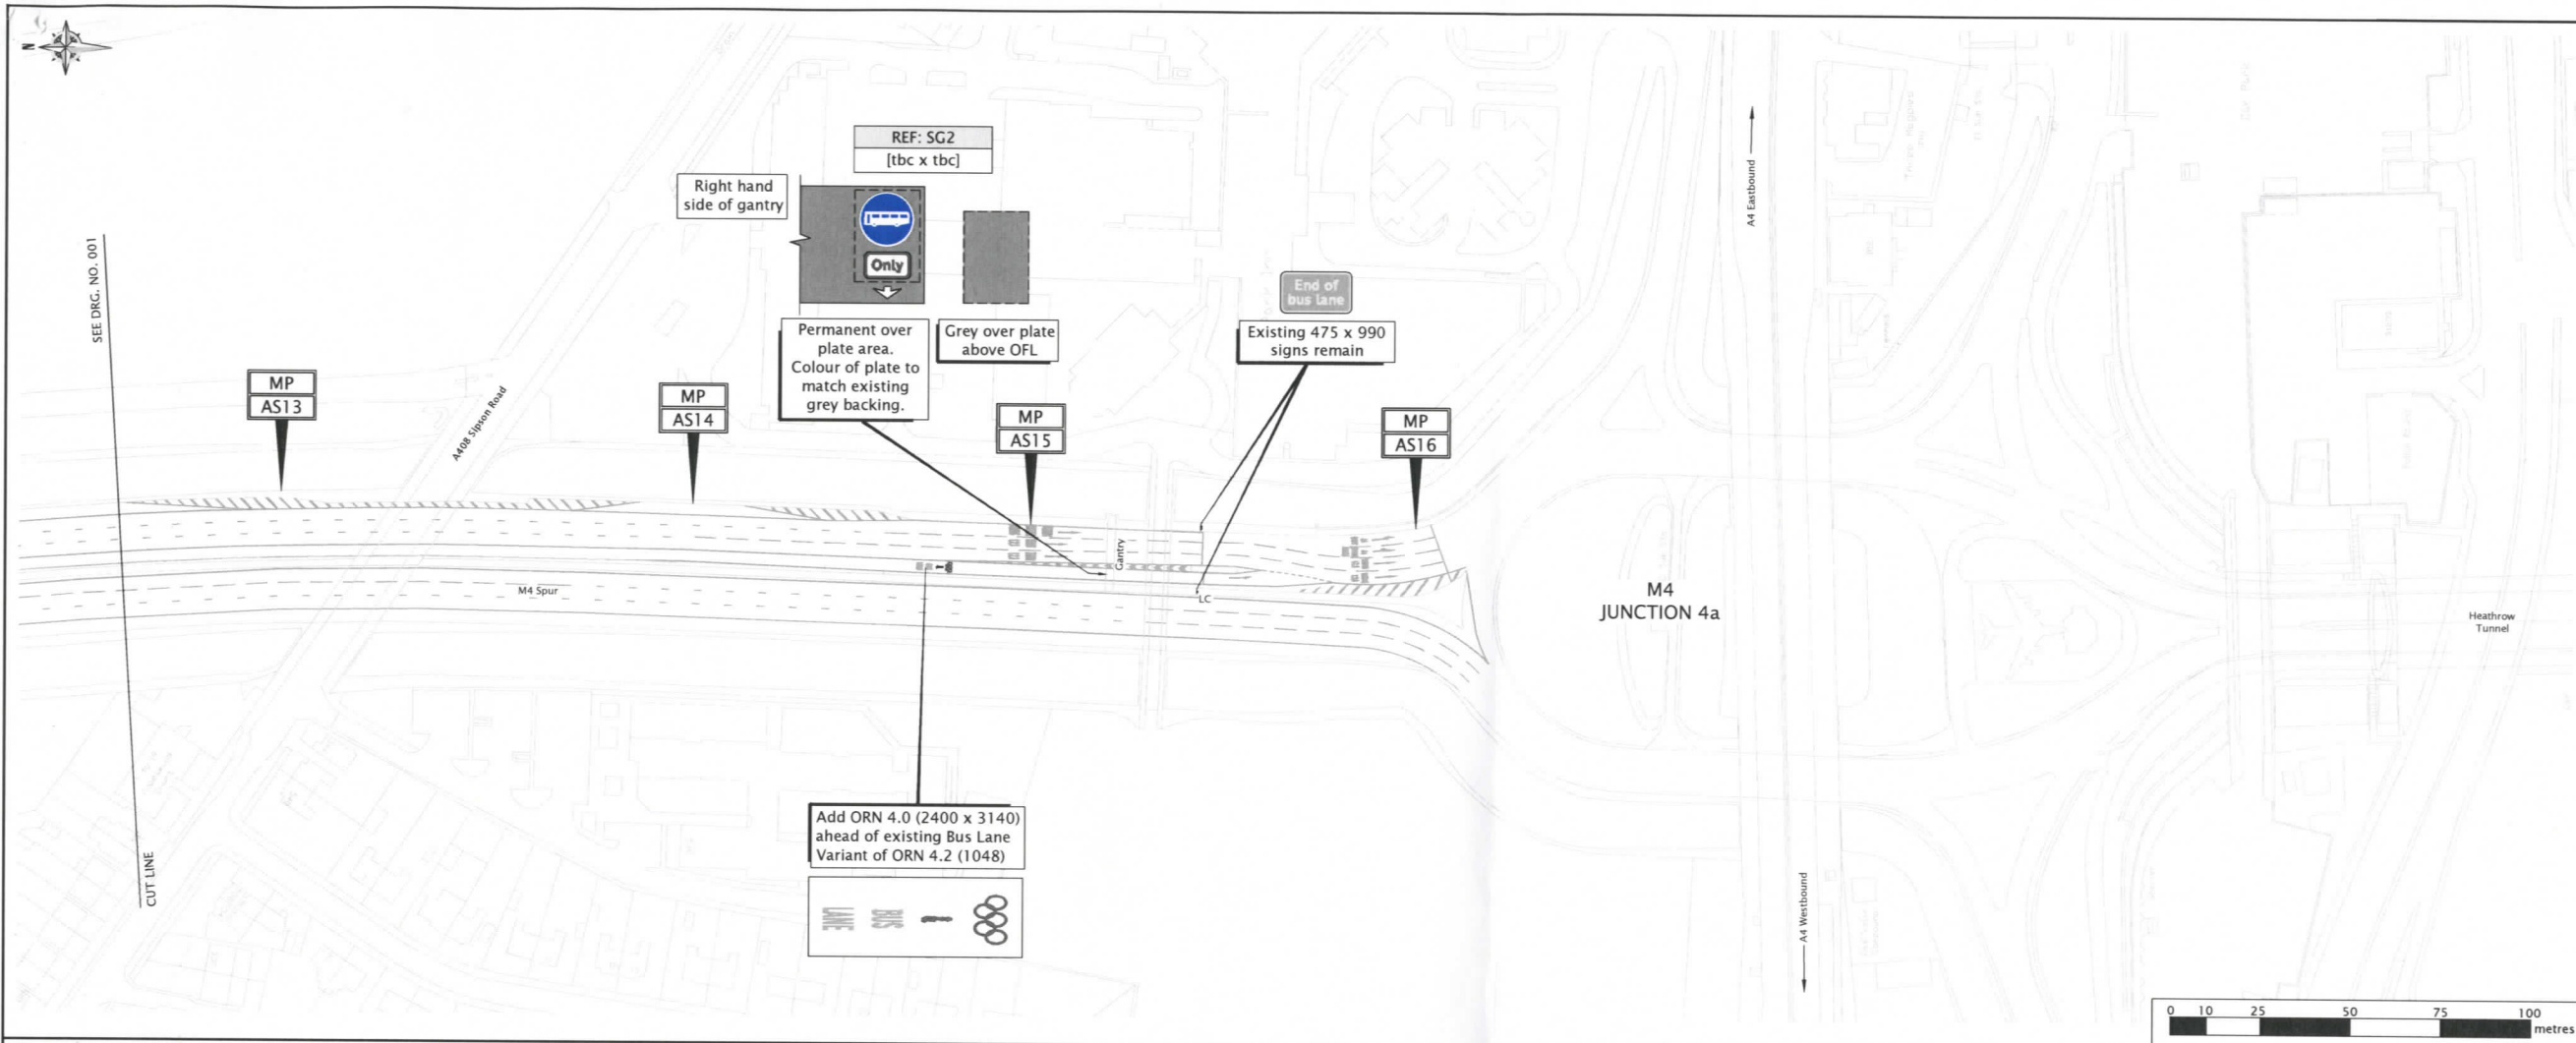 N
REF: SG2
[tbc x tbc]
Right hand
side of gantry
Only
Permanent over
plate area.
Colour of plate to
match existing
grey backing.
Grey over plate
above OFL
End of
bus lane
Existing 475 x 990
signs remain
SEE DRG. NO. 001
CUT LINE
MP
AS13
A408 Sipson Road
MP
AS14
MP
AS15
MP
AS16
Gantry
LC
M4 Spur
A4 Eastbound
A4 Westbound
M4
JUNCTION 4a
Heathrow
Tunnel
Add ORN 4.0 (2400 x 3140)
ahead of existing Bus Lane
Variant of ORN 4.2 (1048)
LANE
BUS
0 10 25 50 75 100
metres